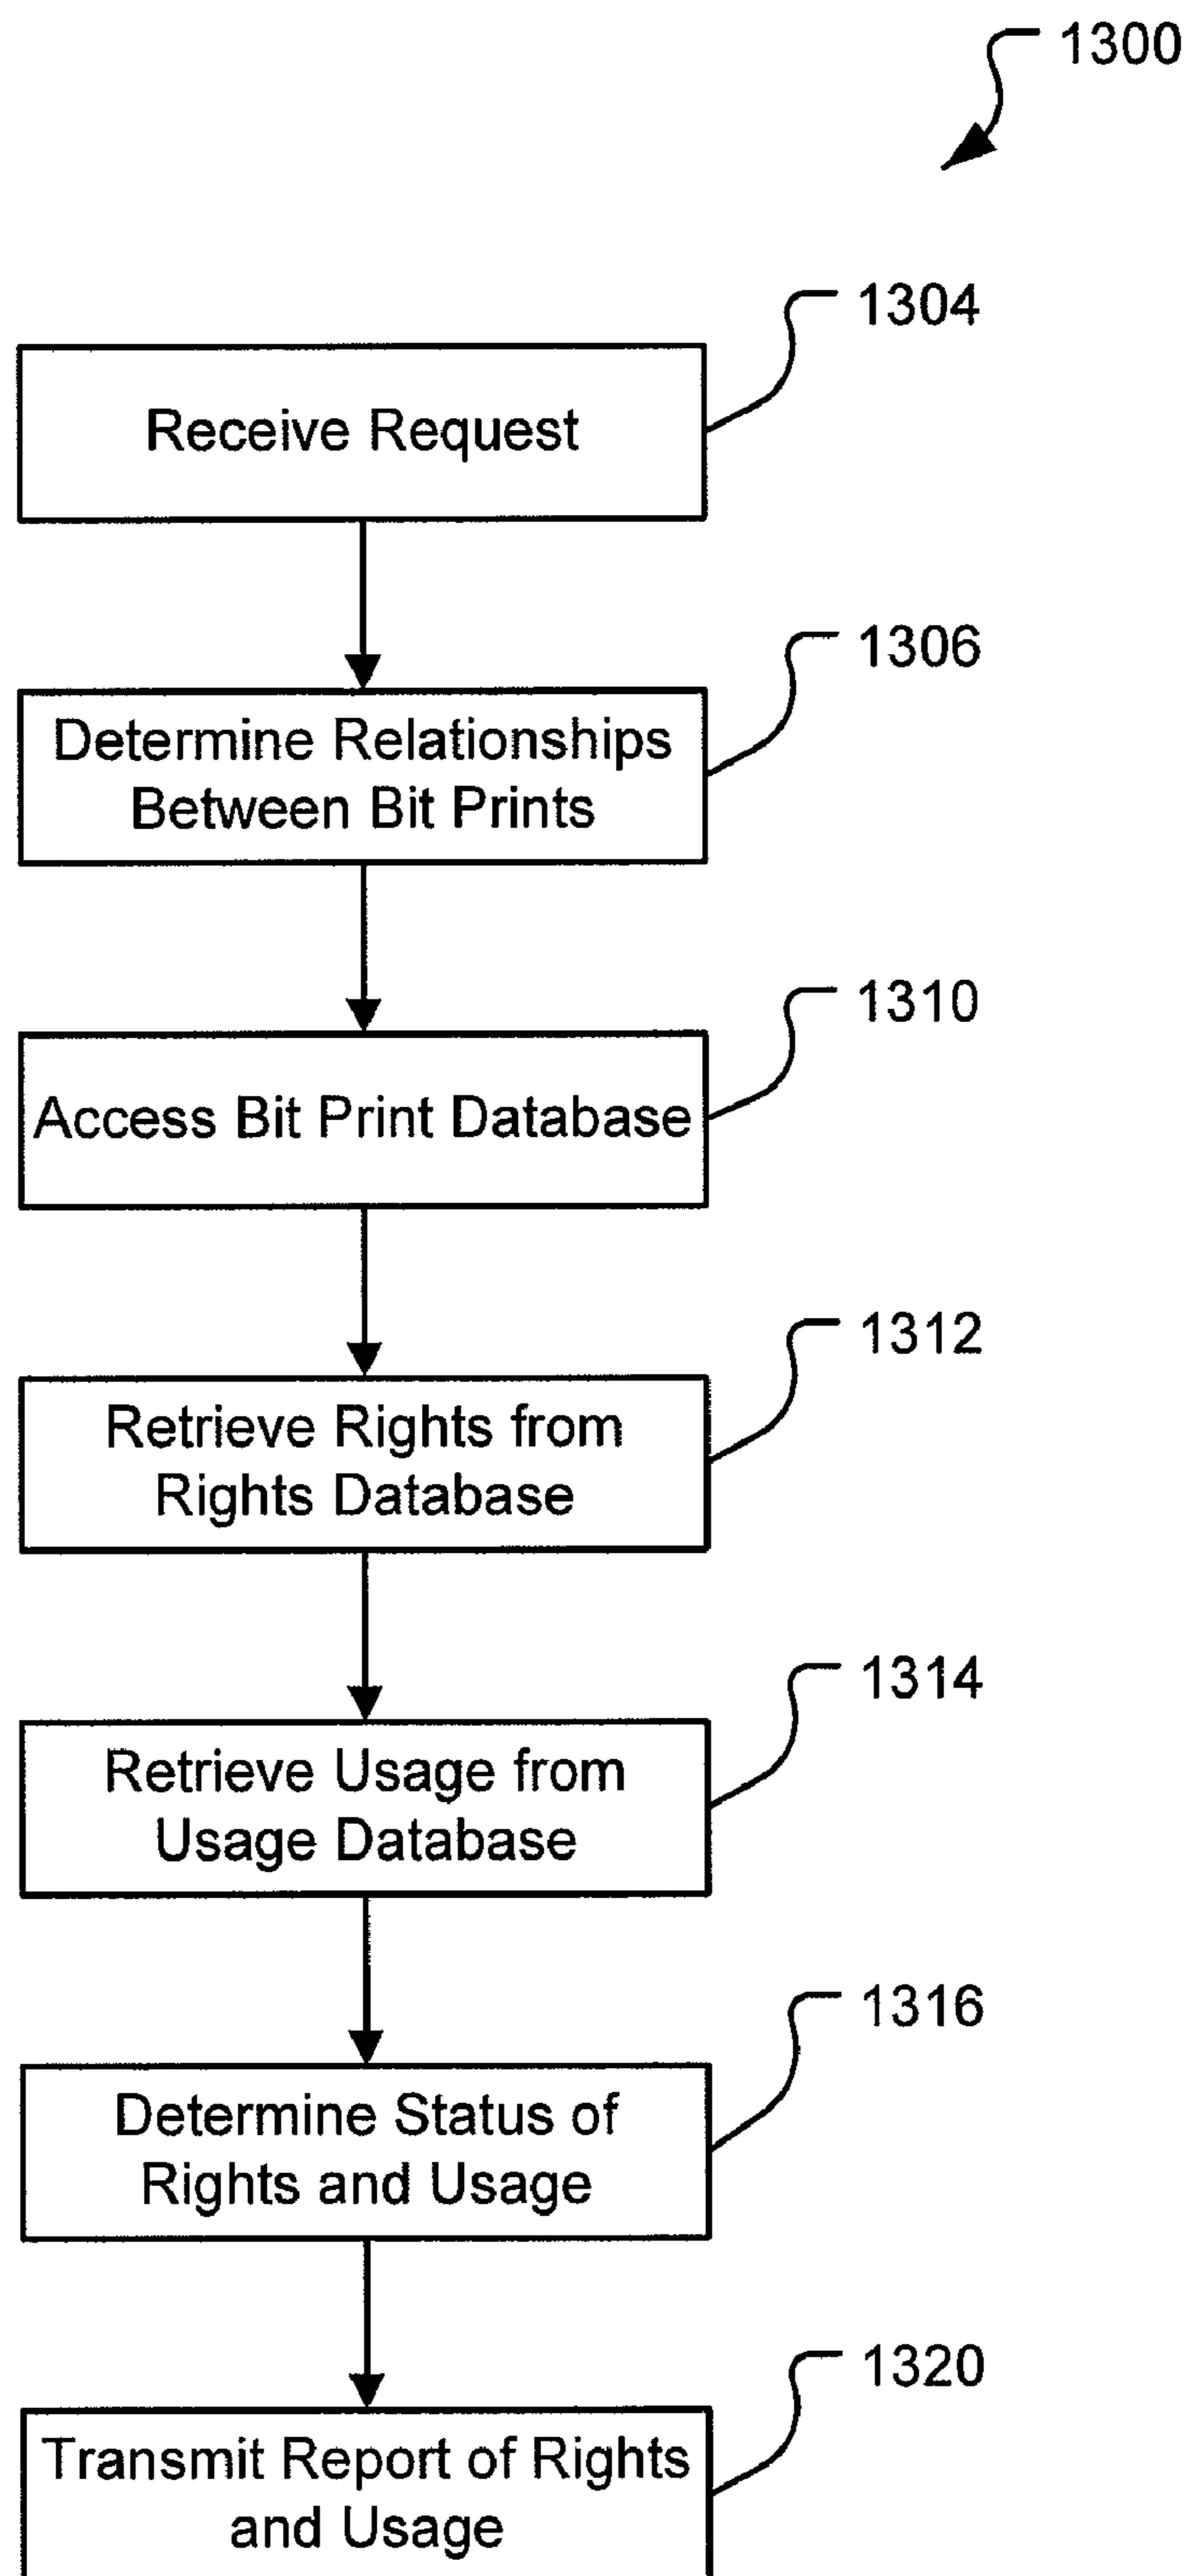 1300
1304
Receive Request
1306
Determine Relationships
Between Bit Prints
1310
Access Bit Print Database
1312
Retrieve Rights from
Rights Database
1314
Retrieve Usage from
Usage Database
1316
Determine Status of
Rights and Usage
1320
Transmit Report of Rights
and Usage